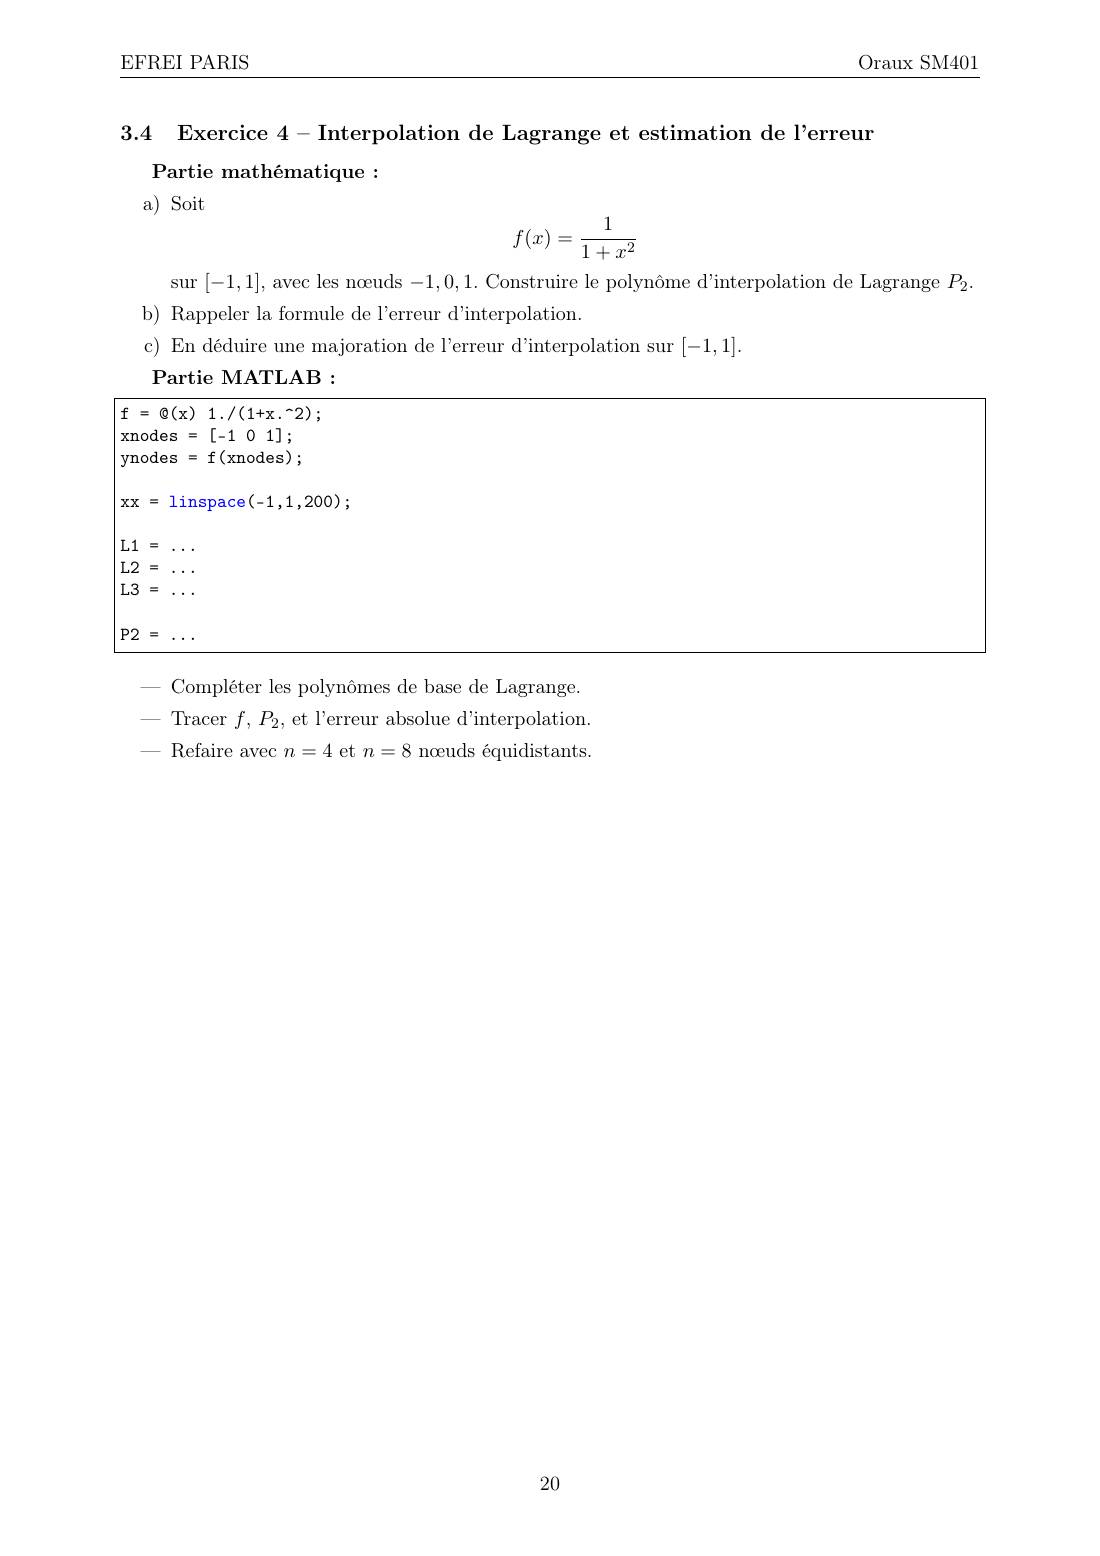 EFREI PARIS Oraux SM401
3.4 Exercice 4 – Interpolation de Lagrange et estimation de l'erreur
Partie mathématique :
a) Soit
f(x) = 1 / (1 + x²)
sur [−1, 1], avec les nœuds −1, 0, 1. Construire le polynôme d'interpolation de Lagrange P₂.
b) Rappeler la formule de l'erreur d'interpolation.
c) En déduire une majoration de l'erreur d'interpolation sur [−1, 1].
Partie MATLAB :
f = @(x) 1./(1+x.^2);
xnodes = [-1 0 1];
ynodes = f(xnodes);
xx = linspace(-1,1,200);
L1 = ...
L2 = ...
L3 = ...
P2 = ...
— Compléter les polynômes de base de Lagrange.
— Tracer f, P₂, et l'erreur absolue d'interpolation.
— Refaire avec n = 4 et n = 8 nœuds équidistants.
20